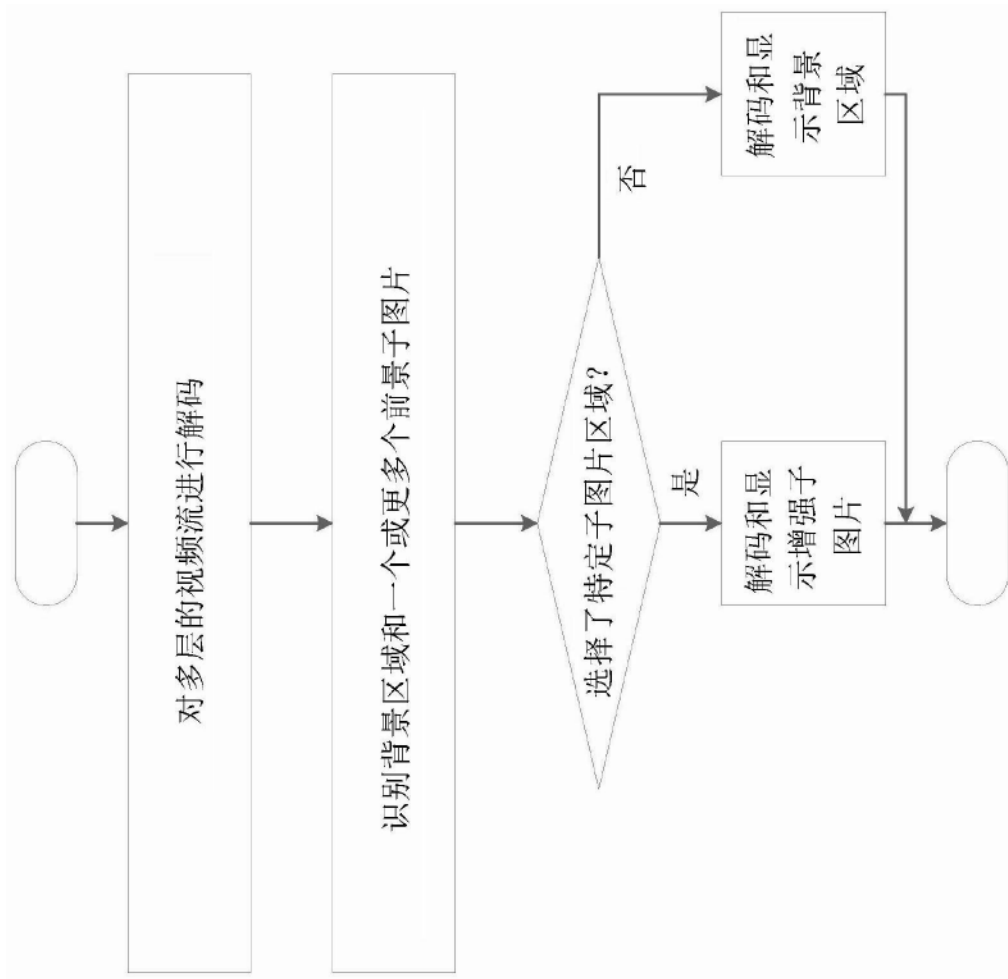 对多层的视频流进行解码
识别背景区域和一个或更多个前景子图片
选择了特定子图片区域?
是
否
解码和显
示增强子
图片
解码和显
示背景
区域